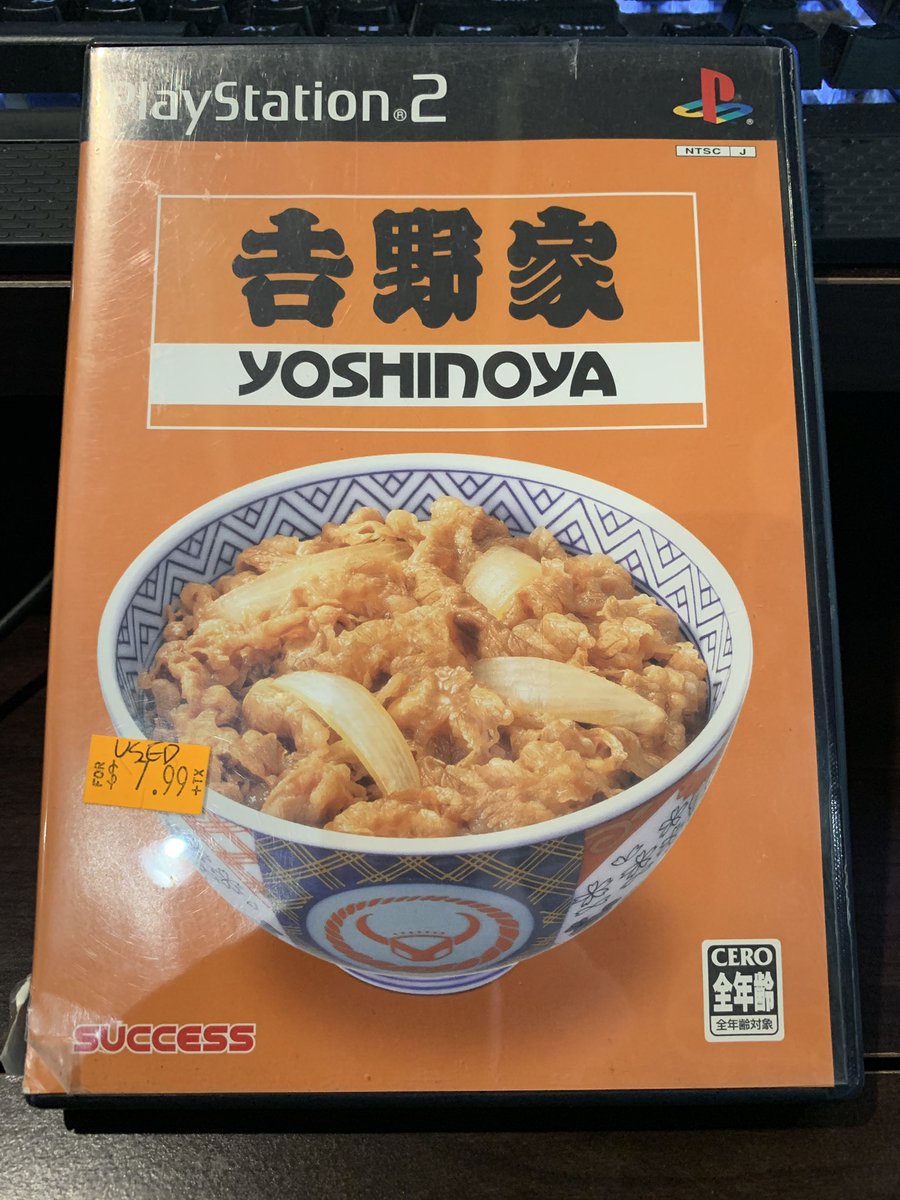 PlayStation®2
NTSC J
𠮷野家
YOSHINOYA
USED
FOR $7.99 +TX
SUCCESS
CERO
全年齢
全年齢対象